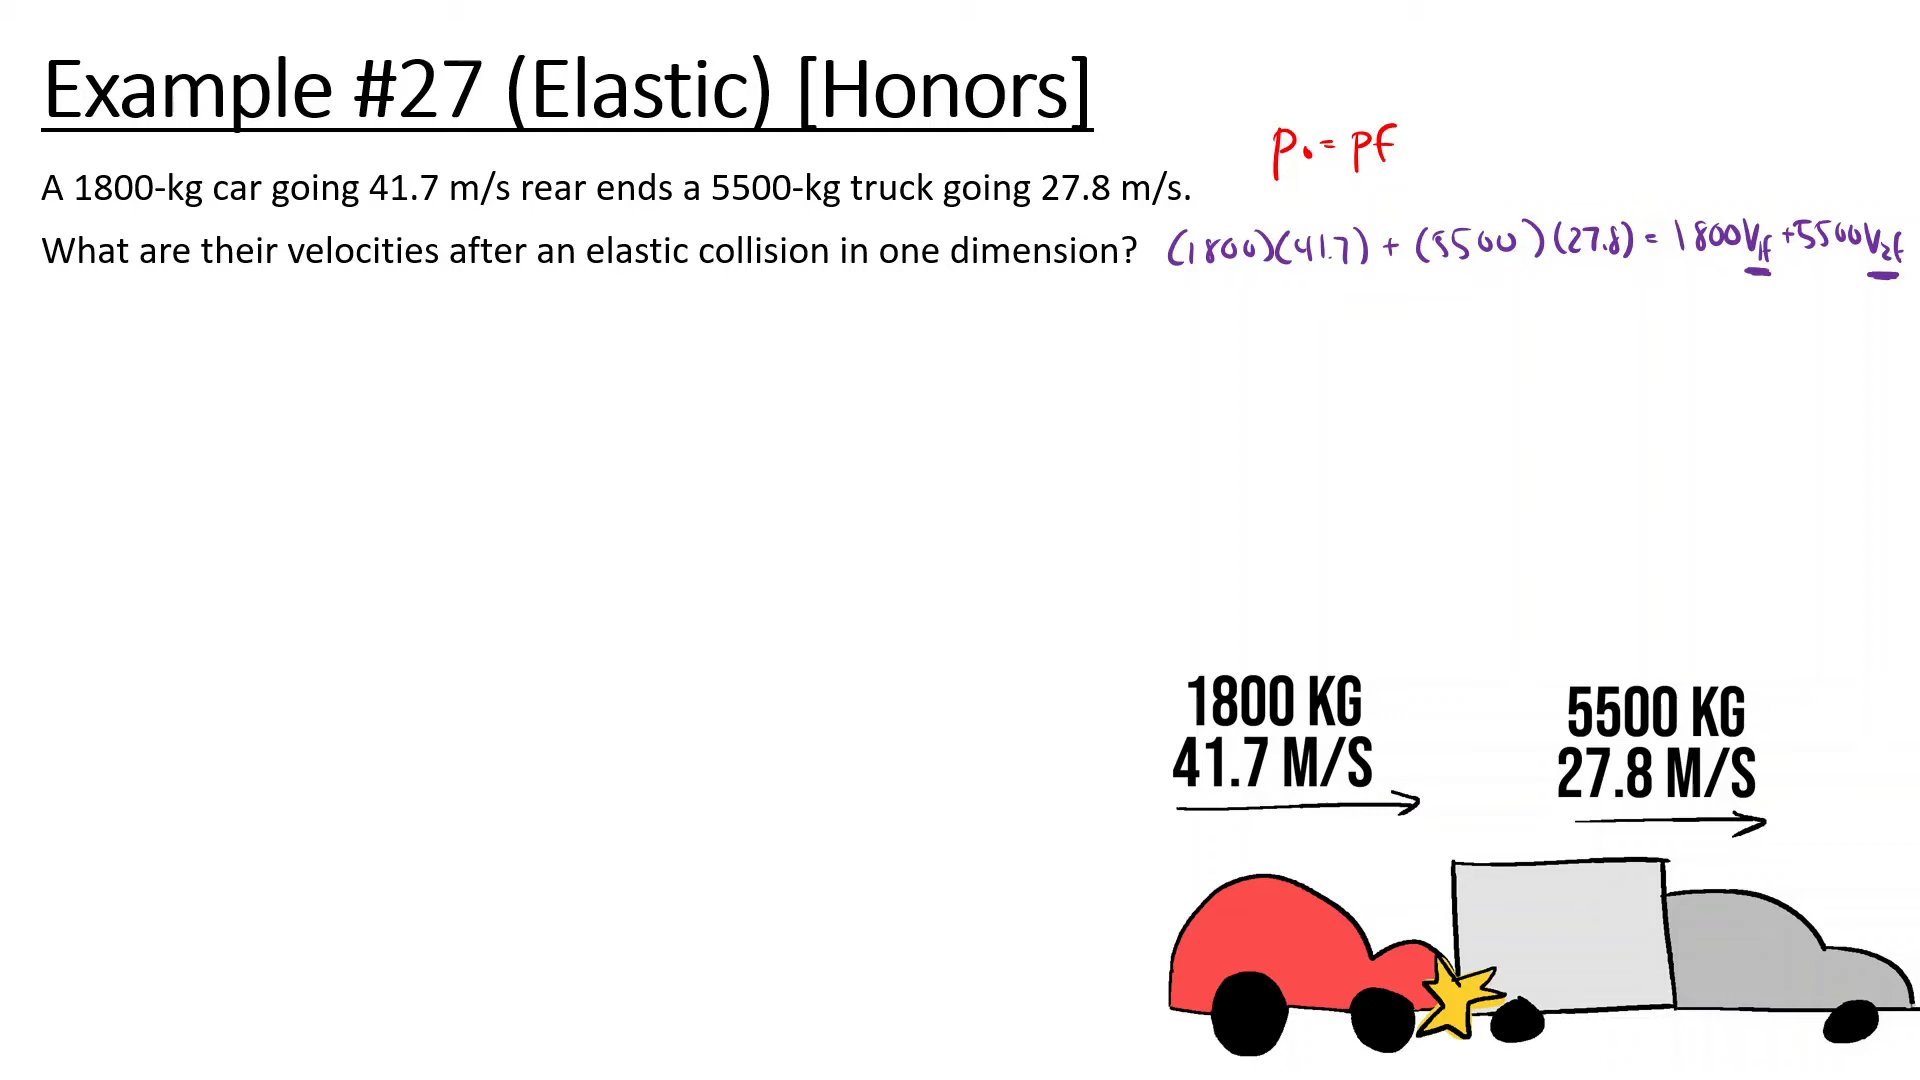 Example #27 (Elastic) [Honors]
p₀ = pf
A 1800-kg car going 41.7 m/s rear ends a 5500-kg truck going 27.8 m/s.
What are their velocities after an elastic collision in one dimension?
(1800)(41.7) + (5500)(27.8) = 1800V1f + 5500V2f
1800 KG
41.7 M/S
5500 KG
27.8 M/S